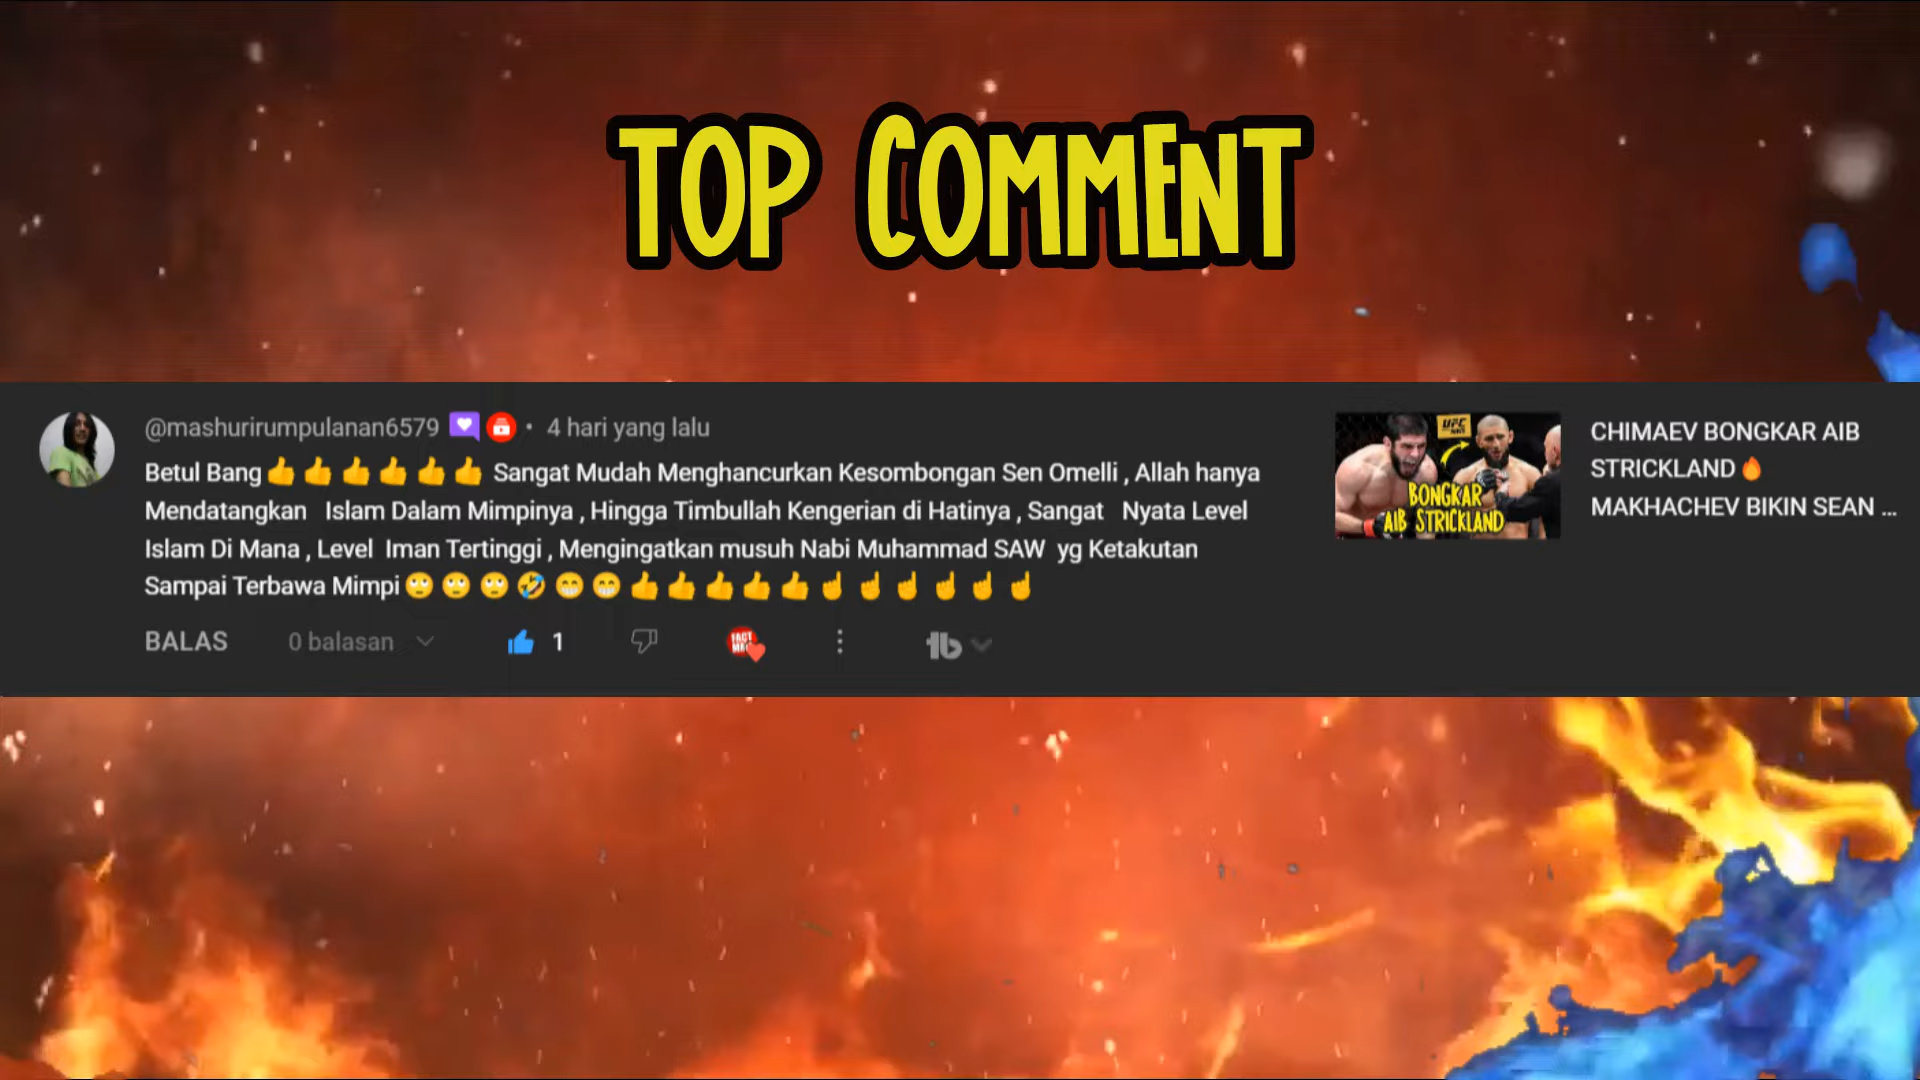 TOP COMMENT
@mashurirumpulanan6579 • 4 hari yang lalu
Betul Bang👍👍👍👍👍👍 Sangat Mudah Menghancurkan Kesombongan Sen Omelli , Allah hanya
Mendatangkan Islam Dalam Mimpinya , Hingga Timbullah Kengerian di Hatinya , Sangat Nyata Level
Islam Di Mana , Level Iman Tertinggi , Mengingatkan musuh Nabi Muhammad SAW yg Ketakutan
Sampai Terbawa Mimpi🙄🙄🙄🤣😁😁👍👍👍👍👍☝️☝️☝️☝️☝️☝️
BALAS 0 balasan 1
UFC
BONGKAR
AIB STRICKLAND
CHIMAEV BONGKAR AIB
STRICKLAND🔥
MAKHACHEV BIKIN SEAN ...